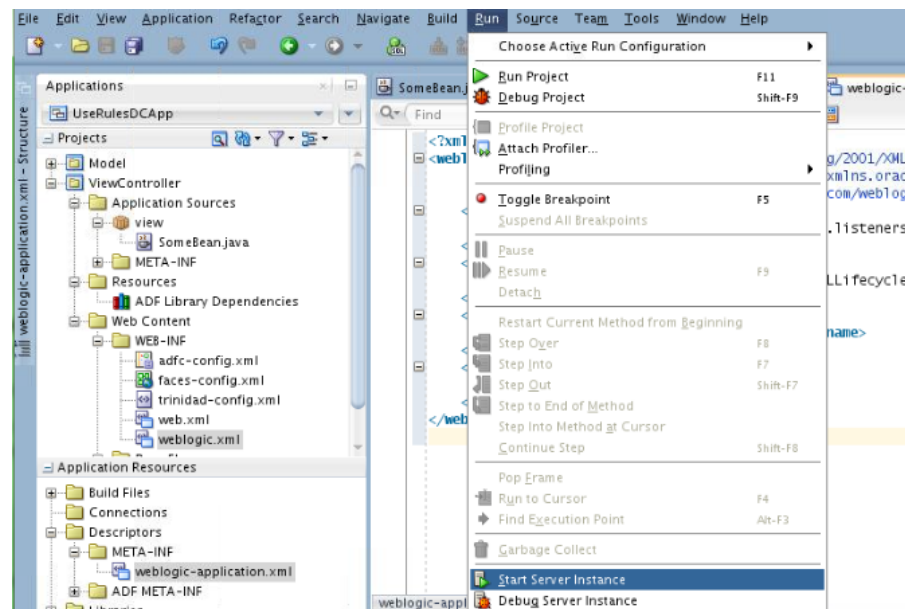 File Edit View Application Refactor Search Navigate Build Run Source Team Tools Window Help
Applications
UseRulesDCApp
Projects
Model
ViewController
Application Sources
view
SomeBean.java
META-INF
Resources
ADF Library Dependencies
Web Content
WEB-INF
adfc-config.xml
faces-config.xml
trinidad-config.xml
web.xml
weblogic.xml
Application Resources
Build Files
Connections
Descriptors
META-INF
weblogic-application.xml
ADF META-INF
weblogic-application.xml - Structure
SomeBean.j
Find
<?xml
<webl
</web
weblogic-appl
Choose Active Run Configuration
Run Project F11
Debug Project Shift-F9
Profile Project
Attach Profiler...
Profiling
Toggle Breakpoint F5
Suspend All Breakpoints
Pause
Resume F9
Detach
Restart Current Method from Beginning
Step Over F8
Step Into F7
Step Out Shift-F7
Step to End of Method
Step Into Method at Cursor
Continue Step Shift-F8
Pop Frame
Run to Cursor F4
Find Execution Point Alt-F3
Garbage Collect
Start Server Instance
Debug Server Instance
weblogic-
g/2001/XML
xmlns.orac
com/weblog
.listeners
LLifecycle
name>